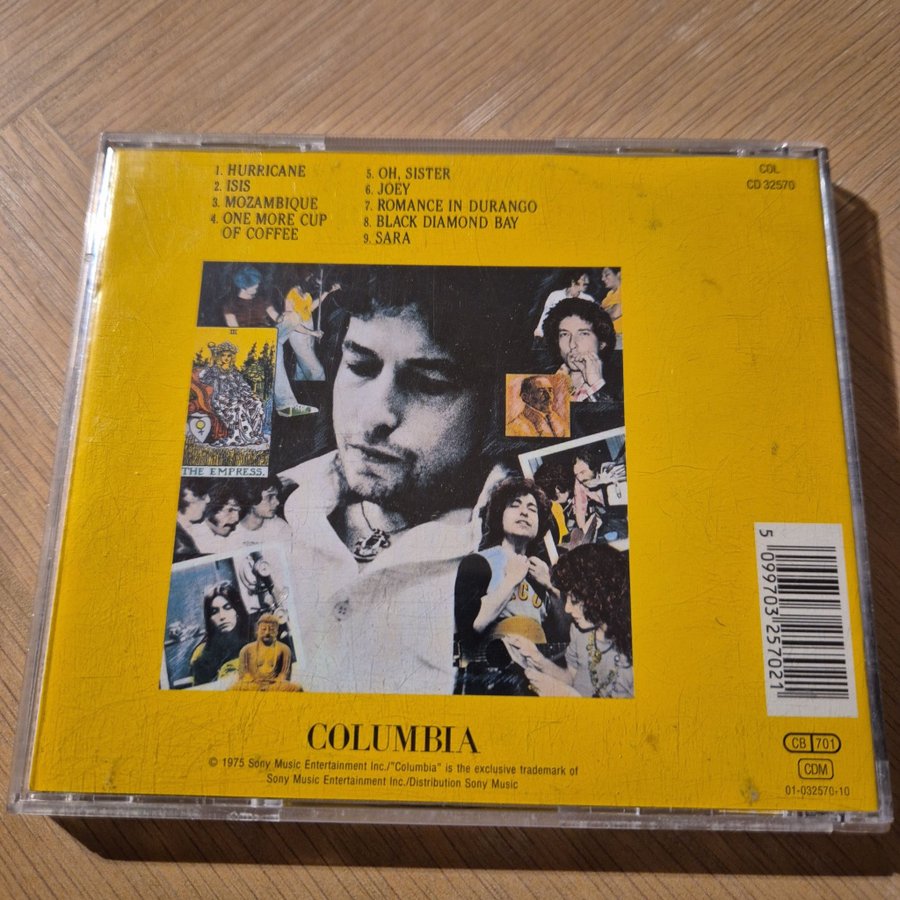 1. HURRICANE
2. ISIS
3. MOZAMBIQUE
4. ONE MORE CUP
OF COFFEE
5. OH, SISTER
6. JOEY
7. ROMANCE IN DURANGO
8. BLACK DIAMOND BAY
9. SARA
COL
CD 32570
III
THE EMPRESS.
5 099703 257021
COLUMBIA
© 1975 Sony Music Entertainment Inc./"Columbia" is the exclusive trademark of
Sony Music Entertainment Inc./Distribution Sony Music
CB 701
CDM
01-032570-10